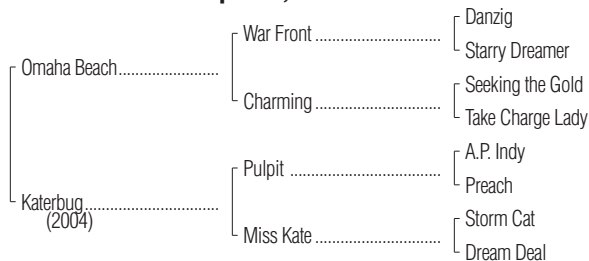 Danzig
War Front
Starry Dreamer
Omaha Beach
Seeking the Gold
Charming
Take Charge Lady
A.P. Indy
Pulpit
Preach
Katerbug
(2004)
Storm Cat
Miss Kate
Dream Deal